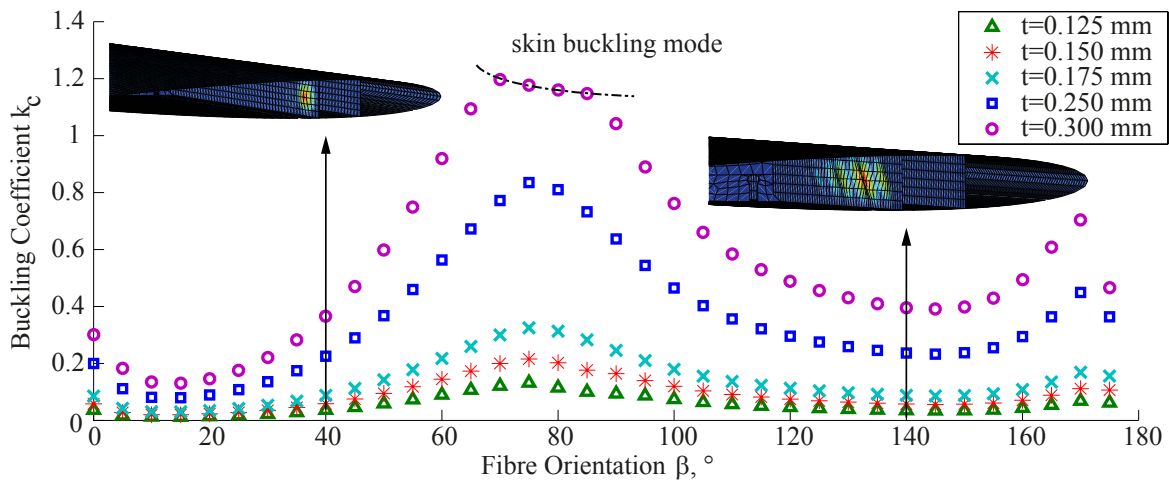 1.4
1.2
1
0.8
0.6
0.4
0.2
0
Buckling Coefficient k_c
skin buckling mode
t=0.125 mm
t=0.150 mm
t=0.175 mm
t=0.250 mm
t=0.300 mm
0 20 40 60 80 100 120 140 160 180
Fibre Orientation β, °